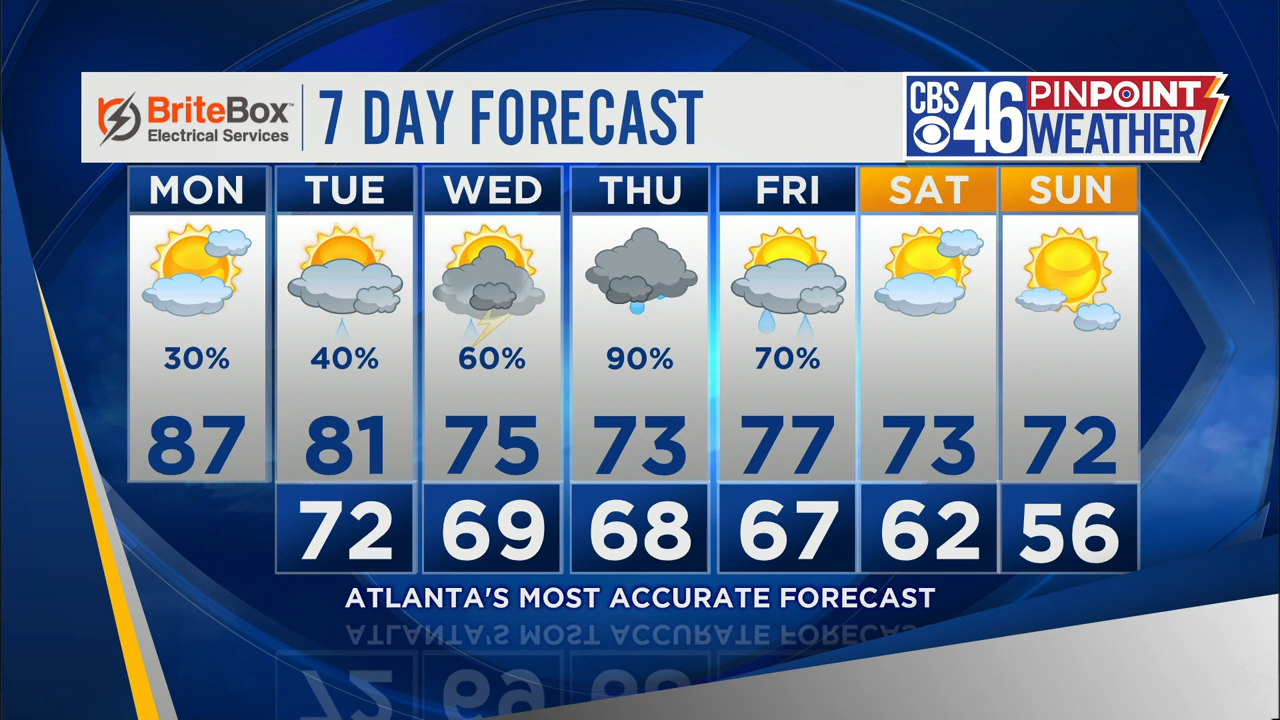 BriteBox™
Electrical Services
7 DAY FORECAST
CBS 46 PINPOINT
WEATHER
MON TUE WED THU FRI SAT SUN
30% 40% 60% 90% 70%
87 81 75 73 77 73 72
72 69 68 67 62 56
ATLANTA'S MOST ACCURATE FORECAST